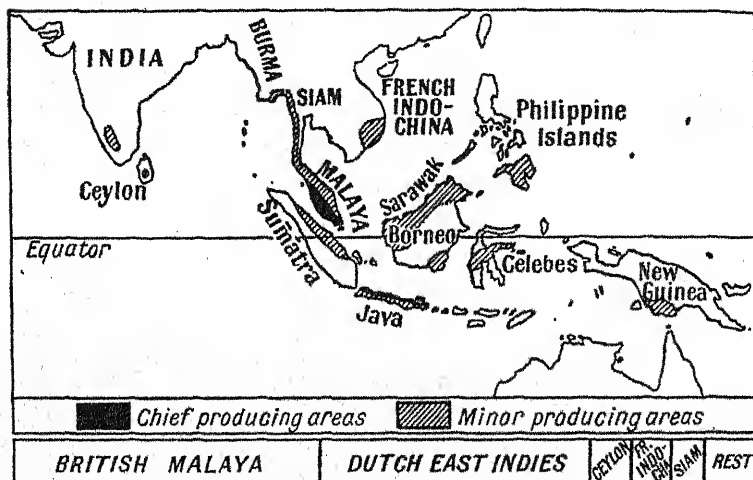 INDIA
BURMA
SIAM
FRENCH
INDO-
CHINA
Philippine
Islands
Ceylon
MALAYA
Sarawak
Sumatra
Borneo
Equator
Celebes
New
Guinea
Java
Chief producing areas
Minor producing areas
BRITISH MALAYA
DUTCH EAST INDIES
CEYLON
FR.
INDO-
CHA
SIAM
REST